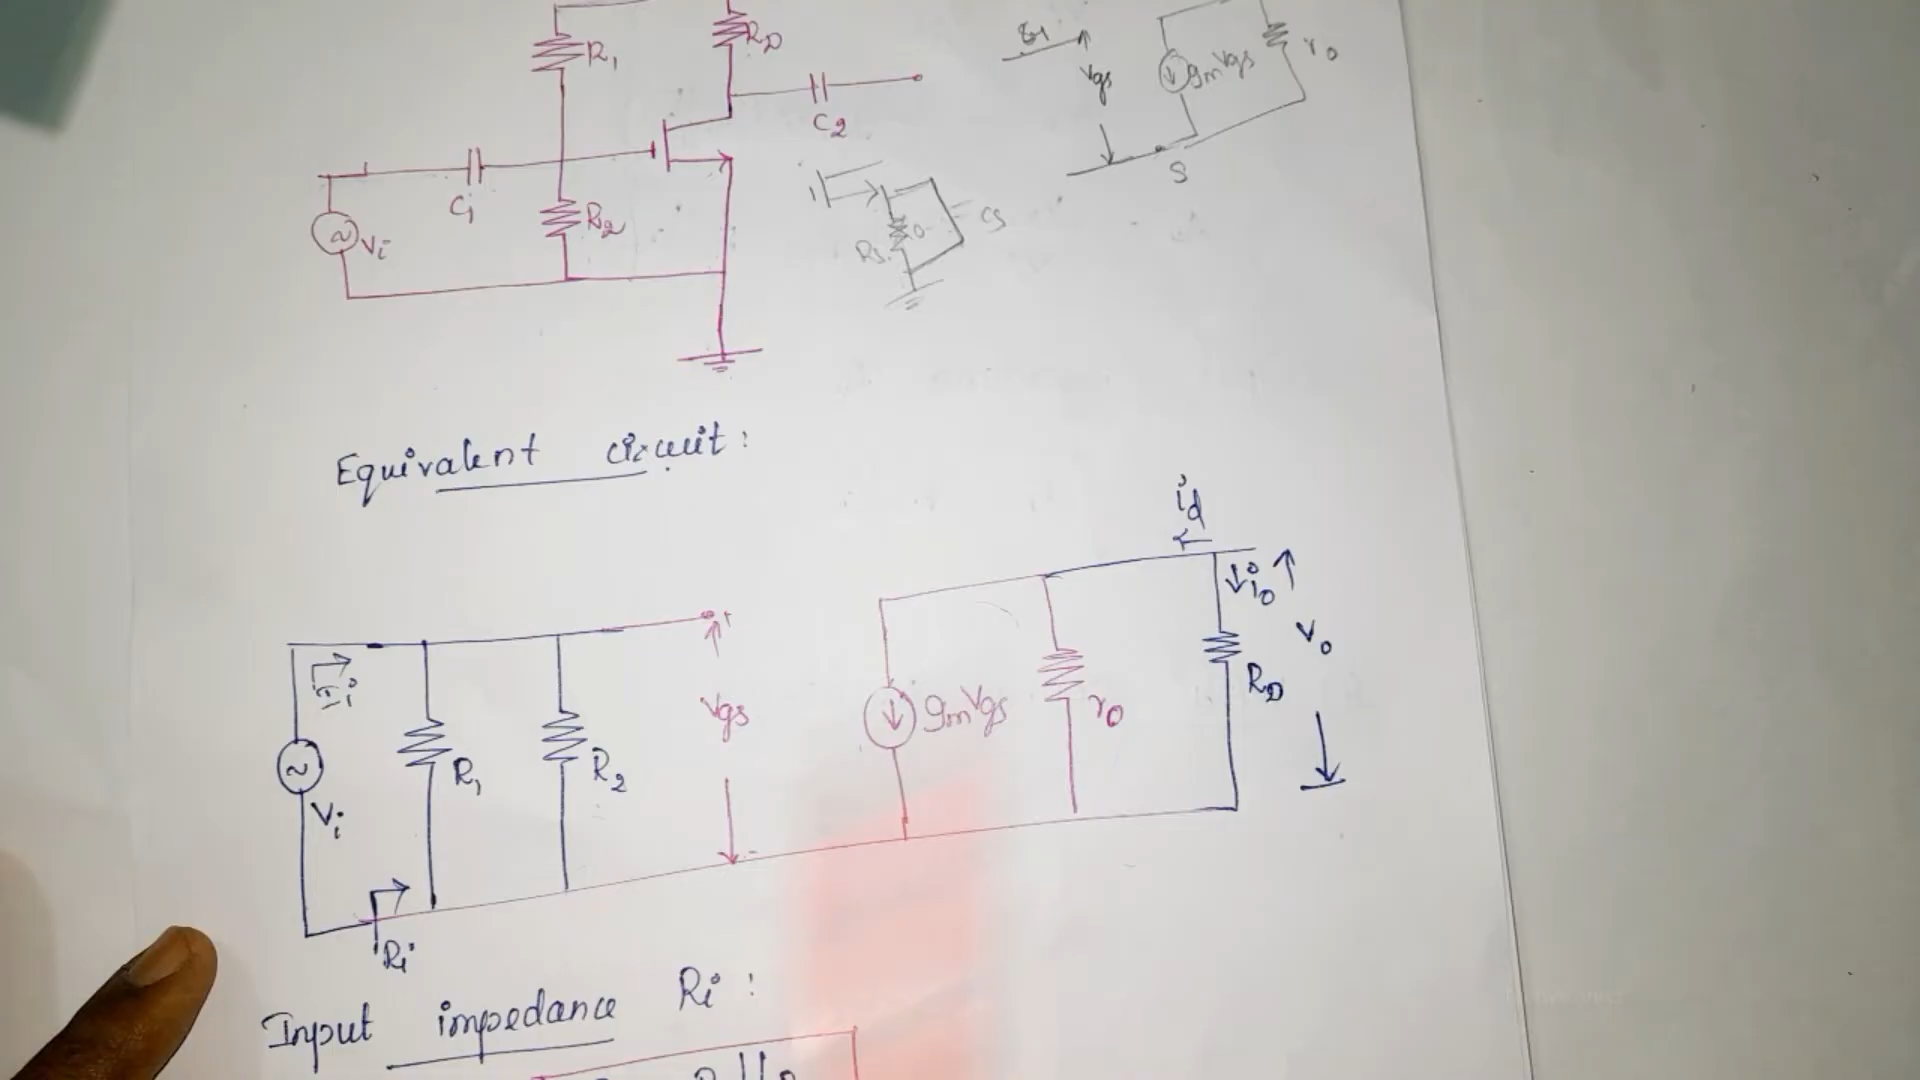 R1
RD
C2
C1
R2
Vi
Rs
Cs
Vgs
gmVgs
ro
S
Equivalent circuit:
id
io
Vo
Ii
Vi
R1
R2
Vgs
gmVgs
ro
RD
Ri
Input impedance Ri: